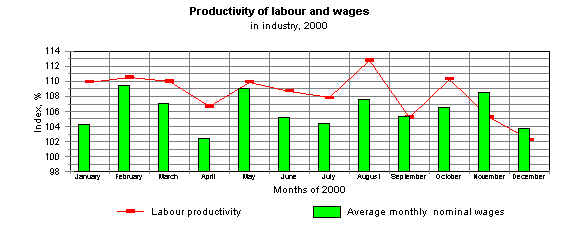 Productivity of labour and wages
in industry, 2000
Index, %
114
112
110
108
106
104
102
100
98
January February March April May June July August September October November December
Months of 2000
Labour productivity Average monthly nominal wages